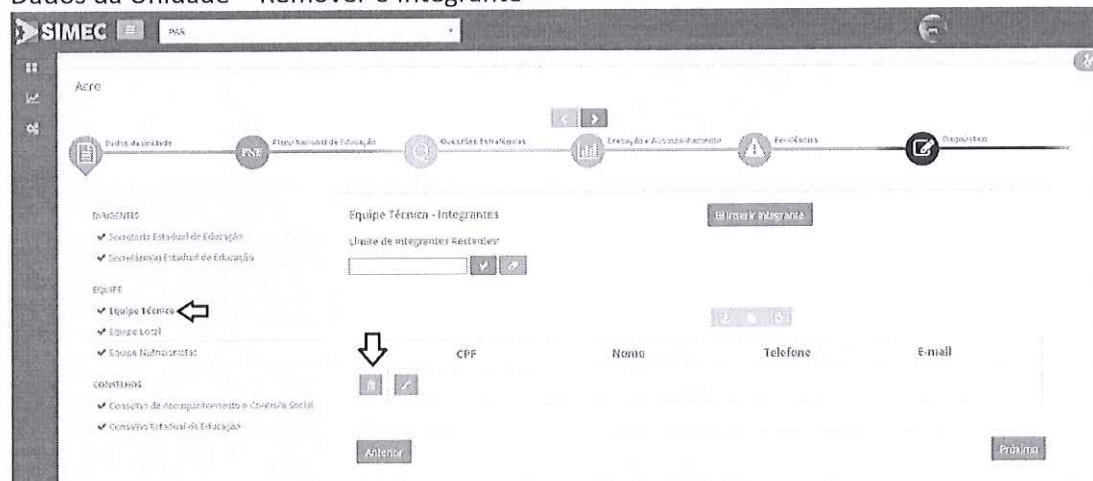 Dados da Unidade – Remover o integrante
SIMEC
PAR
Acre
Dados da Unidade
PNE
Plano Nacional de Educação
Questões Estratégicas
Execução e Acompanhamento
Pendências
Diagnóstico
DIRIGENTES
Secretaria Estadual de Educação
Secretário(a) Estadual de Educação
EQUIPE
Equipe Técnica
Equipe Local
Equipe Nutricionistas
CONSELHOS
Conselho de Acompanhamento e Controle Social
Conselho Estadual de Educação
Equipe Técnica - Integrantes
Inserir Integrante
Limite de Integrantes Restantes:
CPF Nome Telefone E-mail
Anterior
Próximo